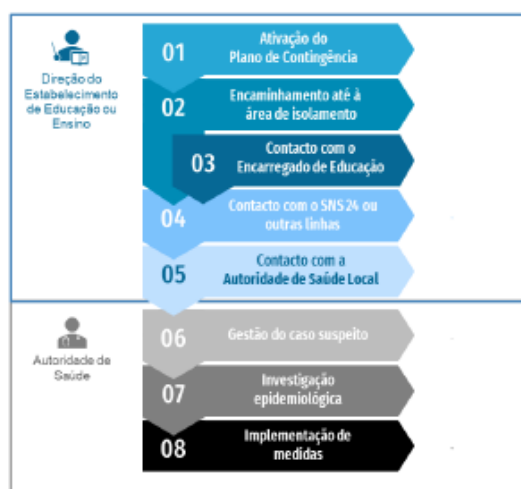 Direção do
Estabelecimento
de Educação ou
Ensino
01
Ativação do
Plano de Contingência
02
Encaminhamento até à
área de isolamento
03
Contacto com o
Encarregado de Educação
04
Contacto com o SNS 24 ou
outras linhas
05
Contacto com a
Autoridade de Saúde Local
Autoridade de
Saúde
06
Gestão do caso suspeito
07
Investigação
epidemiológica
08
Implementação de
medidas